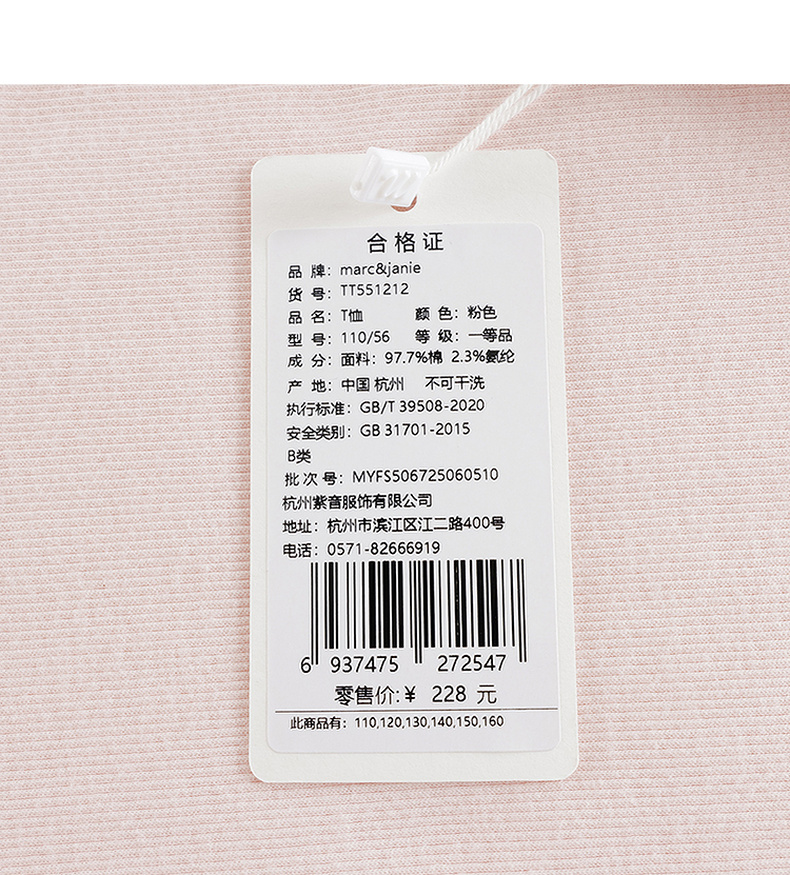 合格证
品 牌：marc&janie
货 号：TT551212
品 名：T恤 颜 色：粉色
型 号：110/56 等 级：一等品
成 分：面料：97.7%棉 2.3%氨纶
产 地：中国 杭州 不可干洗
执行标准：GB/T 39508-2020
安全类别：GB 31701-2015
B类
批 次 号：MYFS506725060510
杭州紫音服饰有限公司
地址：杭州市滨江区江二路400号
电话：0571-82666919
6 937475 272547
零售价:¥ 228 元
此商品有：110,120,130,140,150,160